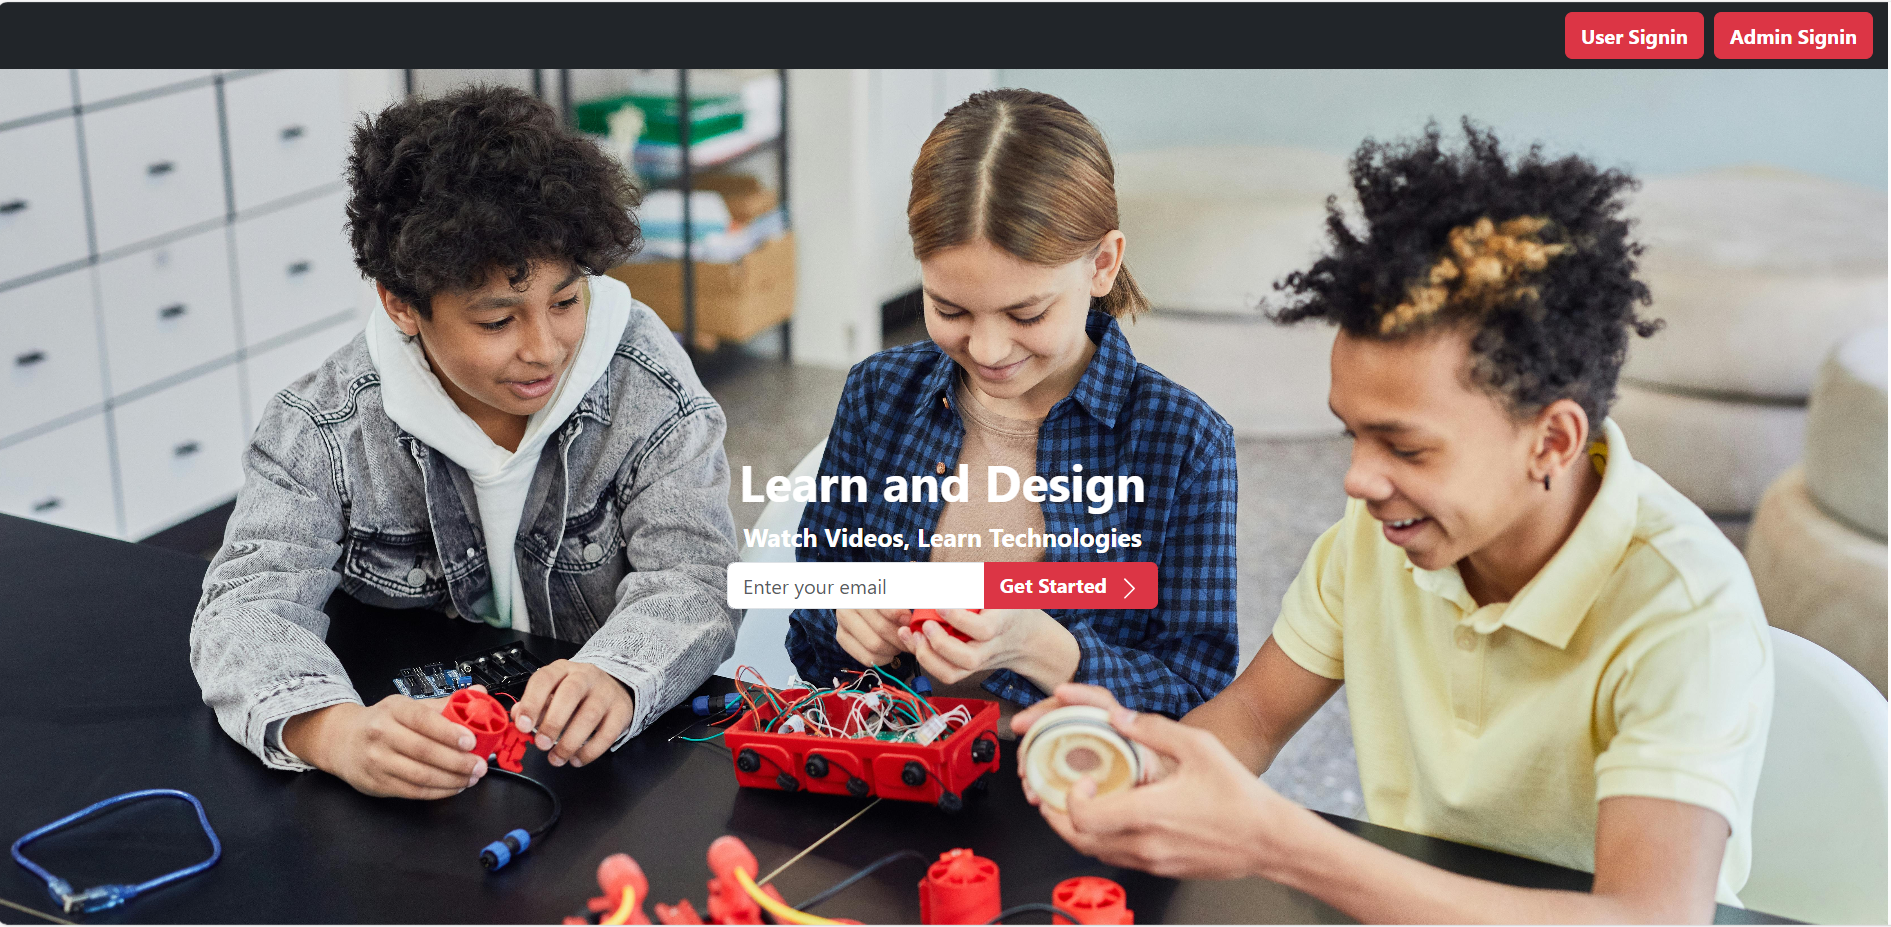 User Signin
Admin Signin
Learn and Design
Watch Videos, Learn Technologies
Enter your email
Get Started